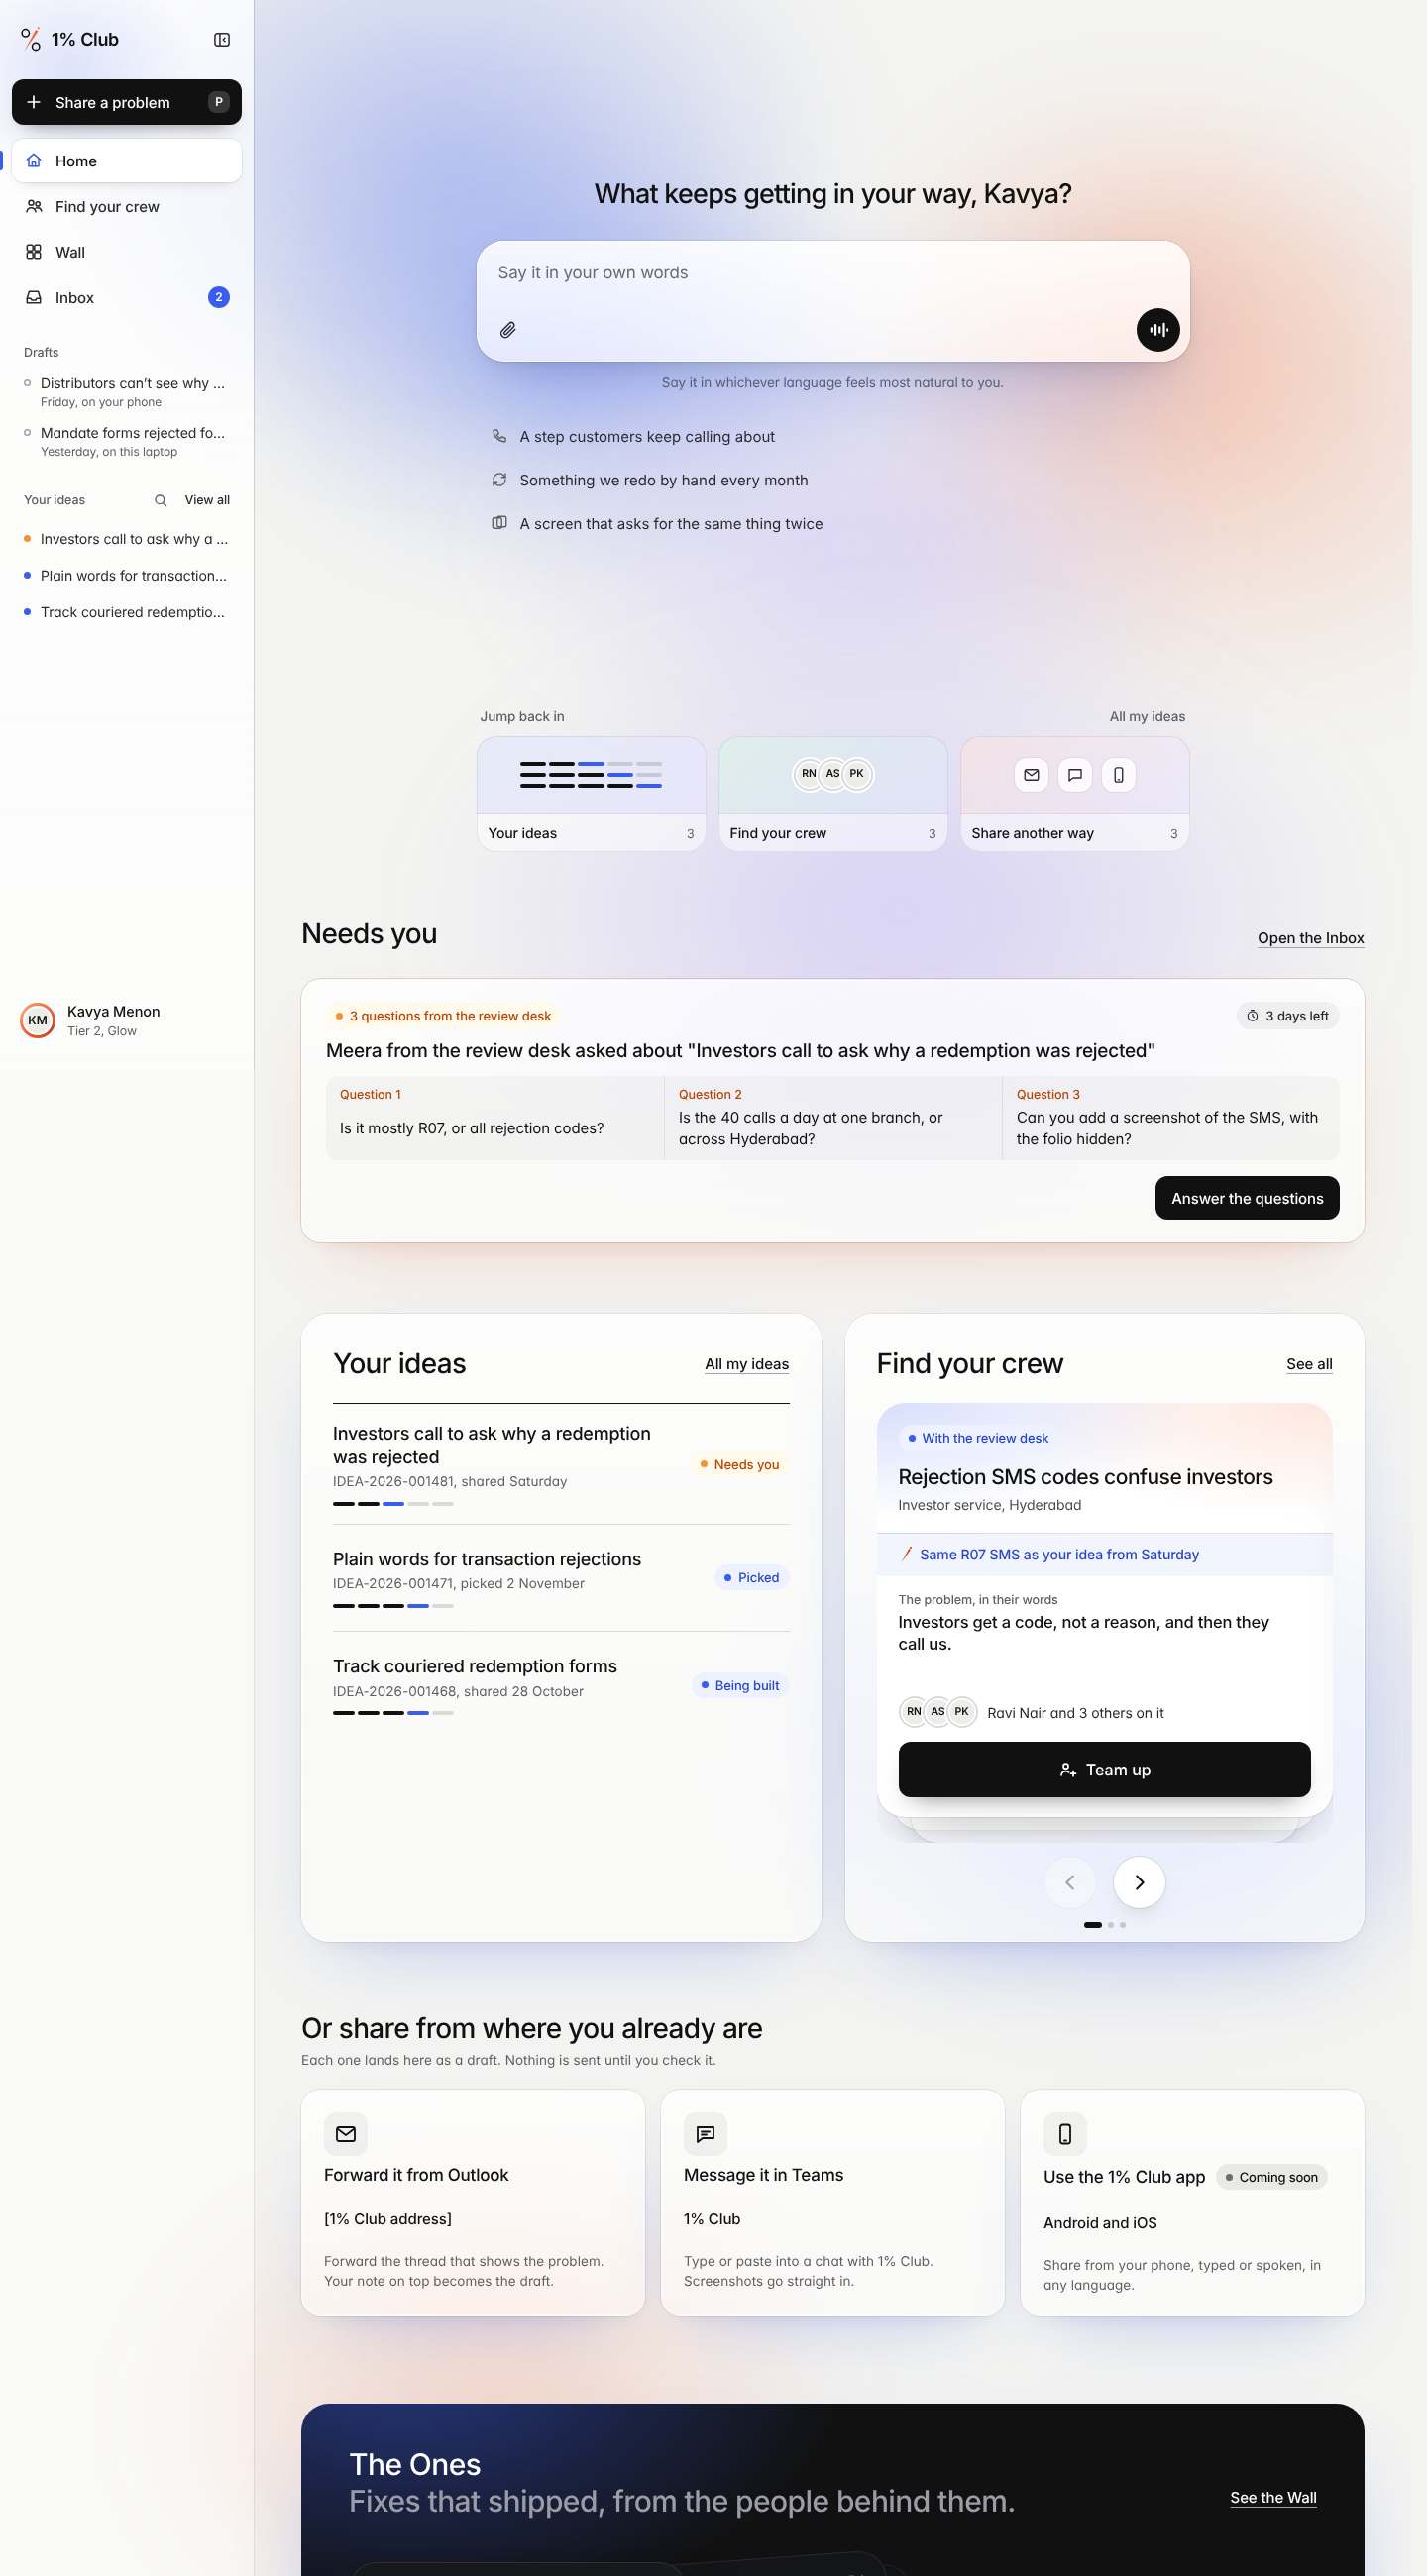 1% Club
Share a problem
P
Home
Find your crew
Wall
Inbox
2
Drafts
Distributors can't see why ...
Friday, on your phone
Mandate forms rejected fo...
Yesterday, on this laptop
Your ideas
View all
Investors call to ask why a ...
Plain words for transaction...
Track couriered redemptio...
KM
Kavya Menon
Tier 2, Glow
What keeps getting in your way, Kavya?
Say it in your own words
Say it in whichever language feels most natural to you.
A step customers keep calling about
Something we redo by hand every month
A screen that asks for the same thing twice
Jump back in
All my ideas
RN AS PK
Your ideas 3
Find your crew 3
Share another way 3
Needs you
Open the Inbox
3 questions from the review desk
3 days left
Meera from the review desk asked about "Investors call to ask why a redemption was rejected"
Question 1
Is it mostly R07, or all rejection codes?
Question 2
Is the 40 calls a day at one branch, or
across Hyderabad?
Question 3
Can you add a screenshot of the SMS, with
the folio hidden?
Answer the questions
Your ideas
All my ideas
Investors call to ask why a redemption
was rejected
IDEA-2026-001481, shared Saturday
Needs you
Plain words for transaction rejections
IDEA-2026-001471, picked 2 November
Picked
Track couriered redemption forms
IDEA-2026-001468, shared 28 October
Being built
Find your crew
See all
With the review desk
Rejection SMS codes confuse investors
Investor service, Hyderabad
Same R07 SMS as your idea from Saturday
The problem, in their words
Investors get a code, not a reason, and then they
call us.
RN AS PK
Ravi Nair and 3 others on it
Team up
Or share from where you already are
Each one lands here as a draft. Nothing is sent until you check it.
Forward it from Outlook
[1% Club address]
Forward the thread that shows the problem.
Your note on top becomes the draft.
Message it in Teams
1% Club
Type or paste into a chat with 1% Club.
Screenshots go straight in.
Use the 1% Club app
Coming soon
Android and iOS
Share from your phone, typed or spoken, in
any language.
The Ones
Fixes that shipped, from the people behind them.
See the Wall